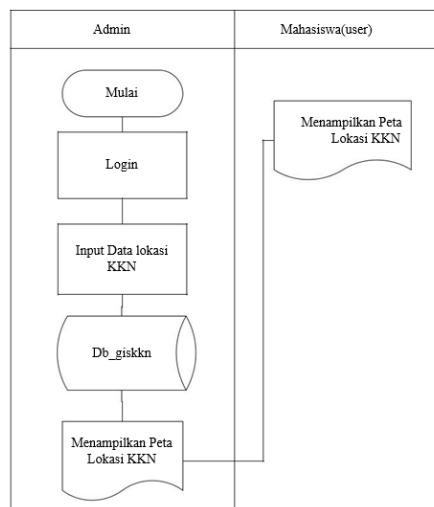 Admin
Mahasiswa(user)
Mulai
Login
Input Data lokasi
KKN
Db_giskkn
Menampilkan Peta
Lokasi KKN
Menampilkan Peta
Lokasi KKN